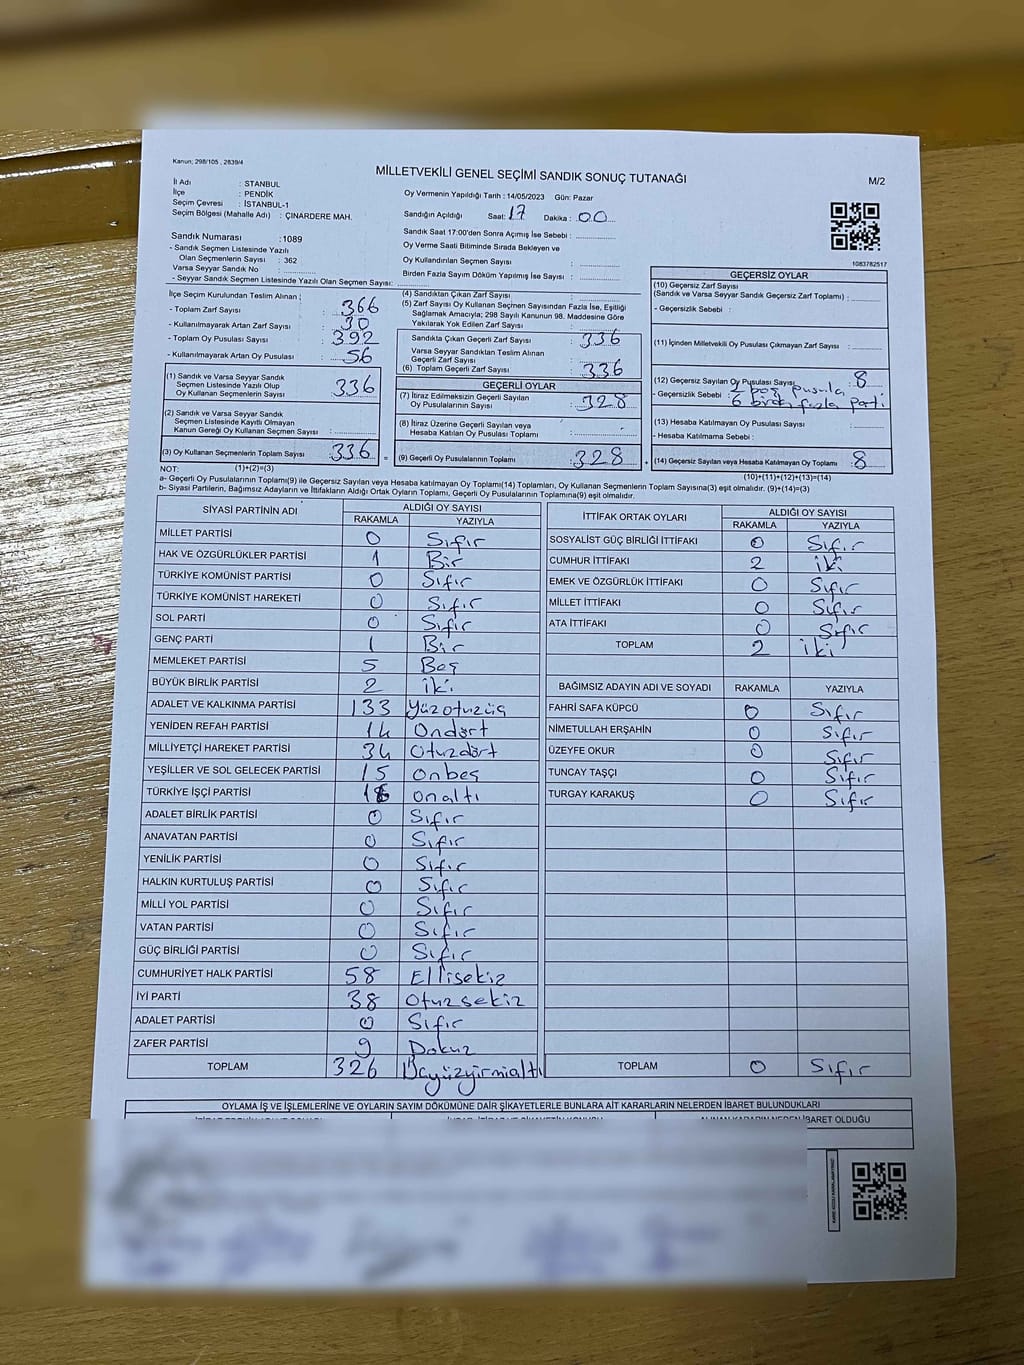 Kanun; 298/105 , 2839/4
MİLLETVEKİLİ GENEL SEÇİMİ SANDIK SONUÇ TUTANAĞI
M/2
İl Adı : STANBUL
İlçe : PENDİK
Seçim Çevresi : İSTANBUL-1
Seçim Bölgesi (Mahalle Adı) : ÇINARDERE MAH.
Oy Vermenin Yapıldığı Tarih : 14/05/2023 Gün: Pazar
Sandığın Açıldığı Saat: 17 Dakika : 00
Sandık Saat 17:00'den Sonra Açımış İse Sebebi :
Oy Verme Saati Bitiminde Sırada Bekleyen ve
Oy Kullandırılan Seçmen Sayısı :
Birden Fazla Sayım Döküm Yapılmış İse Sayısı :
1083782517
Sandık Numarası :1089
- Sandık Seçmen Listesinde Yazılı
Olan Seçmenlerin Sayısı : 362
Varsa Seyyar Sandık No :
- Seyyar Sandık Seçmen Listesinde Yazılı Olan Seçmen Sayısı:
İlçe Seçim Kurulundan Teslim Alınan ;
- Toplam Zarf Sayısı : 366
- Kullanılmayarak Artan Zarf Sayısı : 30
- Toplam Oy Pusulası Sayısı : 392
- Kullanılmayarak Artan Oy Pusulası : 56
(1) Sandık ve Varsa Seyyar Sandık
Seçmen Listesinde Yazılı Olup
Oy Kullanan Seçmenlerin Sayısı : 336
(2) Sandık ve Varsa Seyyar Sandık
Seçmen Listesinde Kayıtlı Olmayan
Kanun Gereği Oy Kullanan Seçmen Sayısı :
(3) Oy Kullanan Seçmenlerin Toplam Sayısı : 336 =
(4) Sandıktan Çıkan Zarf Sayısı :
(5) Zarf Sayısı Oy Kullanan Seçmen Sayısından Fazla İse, Eşitliği
Sağlamak Amacıyla; 298 Sayılı Kanunun 98. Maddesine Göre
Yakılarak Yok Edilen Zarf Sayısı :
Sandıkta Çıkan Geçerli Zarf Sayısı : 336
Varsa Seyyar Sandıktan Teslim Alınan
Geçerli Zarf Sayısı :
(6) Toplam Geçerli Zarf Sayısı : 336
GEÇERLİ OYLAR
(7) İtiraz Edilmeksizin Geçerli Sayılan
Oy Pusulalarının Sayısı : 328
(8) İtiraz Üzerine Geçerli Sayılan veya
Hesaba Katılan Oy Pusulası Toplamı :
(9) Geçerli Oy Pusulalarının Toplamı : 328 +
GEÇERSİZ OYLAR
(10) Geçersiz Zarf Sayısı
(Sandık ve Varsa Seyyar Sandık Geçersiz Zarf Toplamı) :
- Geçersizlik Sebebi :
(11) İçinden Milletvekili Oy Pusulası Çıkmayan Zarf Sayısı :
(12) Geçersiz Sayılan Oy Pusulası Sayısı : 8
- Geçersizlik Sebebi : 2 boş pusula
6 birden fazla parti
(13) Hesaba Katılmayan Oy Pusulası Sayısı :
- Hesaba Katılmama Sebebi :
(14) Geçersiz Sayılan veya Hesaba Katılmayan Oy Toplamı : 8
NOT: (1)+(2)=(3) (10)+(11)+(12)+(13)=(14)
a- Geçerli Oy Pusulaları Toplamı(9) ile Geçersiz Sayılan veya Hesaba katılmayan Oy Toplamı(14) Toplamları, Oy Kullanan Seçmenlerin Toplam Sayısına(3) eşit olmalıdır. (9)+(14)=(3)
b- Siyasi Partilerin, Bağımsız Adayların ve İttifakların Aldığı Ortak Oyların Toplamı, Geçerli Oy Pusulalarının Toplamına(9) eşit olmalıdır.
SİYASİ PARTİNİN ADI ALDIĞI OY SAYISI
RAKAMLA YAZIYLA
MİLLET PARTİSİ 0 Sıfır
HAK VE ÖZGÜRLÜKLER PARTİSİ 1 Bir
TÜRKİYE KOMÜNİST PARTİSİ 0 Sıfır
TÜRKİYE KOMÜNİST HAREKETİ 0 Sıfır
SOL PARTİ 0 Sıfır
GENÇ PARTİ 1 Bir
MEMLEKET PARTİSİ 5 Beş
BÜYÜK BİRLİK PARTİSİ 2 iki
ADALET VE KALKINMA PARTİSİ 133 Yüzotuzüç
YENİDEN REFAH PARTİSİ 14 Ondört
MİLLİYETÇİ HAREKET PARTİSİ 34 Otuzdört
YEŞİLLER VE SOL GELECEK PARTİSİ 15 onbeş
TÜRKİYE İŞÇİ PARTİSİ 16 onaltı
ADALET BİRLİK PARTİSİ 0 Sıfır
ANAVATAN PARTİSİ 0 Sıfır
YENİLİK PARTİSİ 0 Sıfır
HALKIN KURTULUŞ PARTİSİ 0 Sıfır
MİLLİ YOL PARTİSİ 0 Sıfır
VATAN PARTİSİ 0 Sıfır
GÜÇ BİRLİĞİ PARTİSİ 0 Sıfır
CUMHURİYET HALK PARTİSİ 58 Ellisekiz
İYİ PARTİ 38 Otuzsekiz
ADALET PARTİSİ 0 Sıfır
ZAFER PARTİSİ 9 Dokuz
TOPLAM 326 Üçyüzyirmialtı
İTTİFAK ORTAK OYLARI ALDIĞI OY SAYISI
RAKAMLA YAZIYLA
SOSYALİST GÜÇ BİRLİĞİ İTTİFAKI 0 Sıfır
CUMHUR İTTİFAKI 2 iki
EMEK VE ÖZGÜRLÜK İTTİFAKI 0 Sıfır
MİLLET İTTİFAKI 0 Sıfır
ATA İTTİFAKI 0 Sıfır
TOPLAM 2 iki
BAĞIMSIZ ADAYIN ADI VE SOYADI RAKAMLA YAZIYLA
FAHRİ SAFA KÜPCÜ 0 Sıfır
NİMETULLAH ERŞAHİN 0 Sıfır
ÜZEYFE OKUR 0 Sıfır
TUNCAY TAŞÇI 0 Sıfır
TURGAY KARAKUŞ 0 Sıfır
TOPLAM 0 Sıfır
OYLAMA İŞ VE İŞLEMLERİNE VE OYLARIN SAYIM DÖKÜMÜNE DAİR ŞİKAYETLERLE BUNLARA AİT KARARLARIN NELERDEN İBARET BULUNDUKLARI
ALINAN KARARIN NEDEN İBARET OLDUĞU